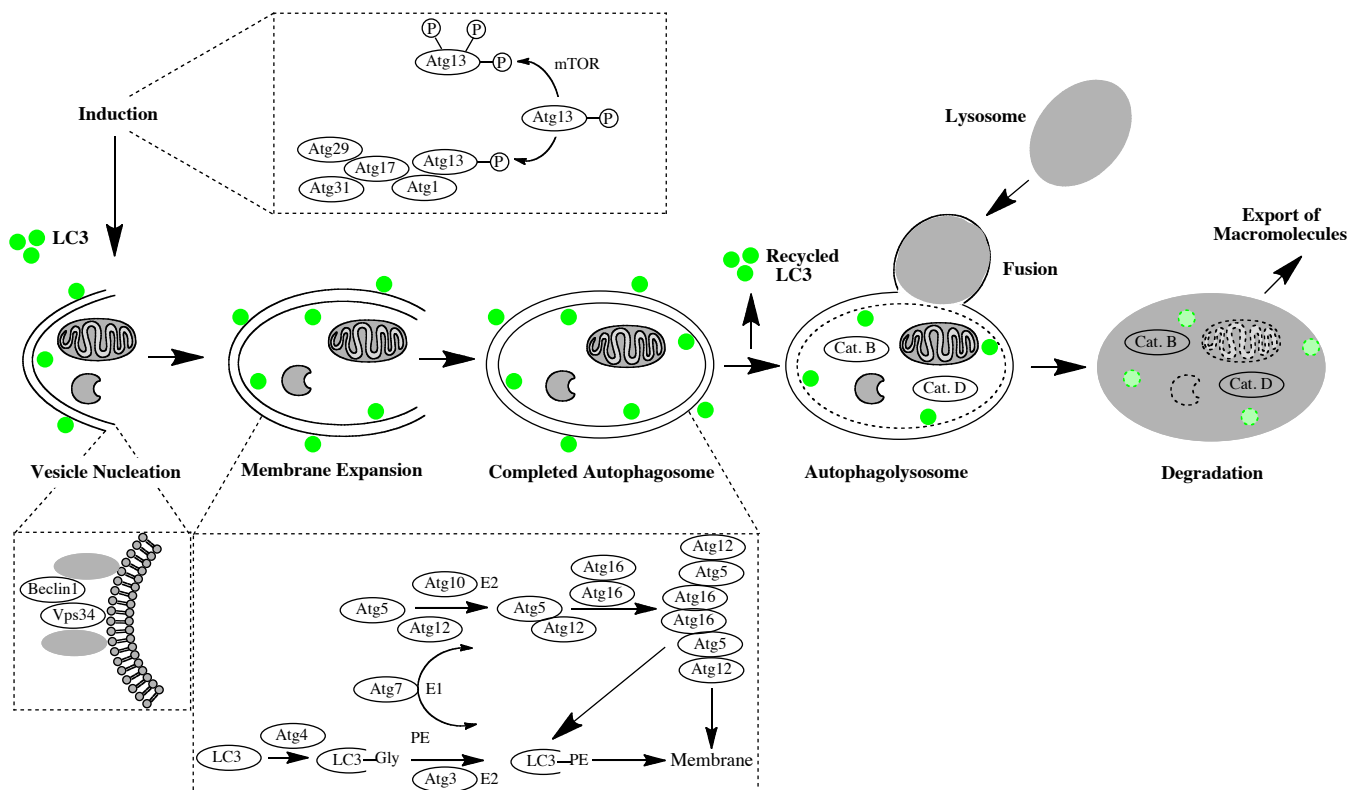 P
P
Atg13
P
mTOR
Induction
Atg13
P
Lysosome
Atg29
Atg17
Atg13
P
Atg31
Atg1
Export of
Macromolecules
LC3
Recycled
LC3
Fusion
Cat. B
Cat. D
Cat. B
Cat. D
Vesicle Nucleation
Membrane Expansion
Completed Autophagosome
Autophagolysosome
Degradation
Beclin1
Vps34
Atg5
Atg10
E2
Atg12
Atg5
Atg12
Atg16
Atg16
Atg12
Atg5
Atg16
Atg16
Atg5
Atg12
Atg7
E1
LC3
Atg4
LC3
Gly
PE
Atg3
E2
LC3
PE
Membrane